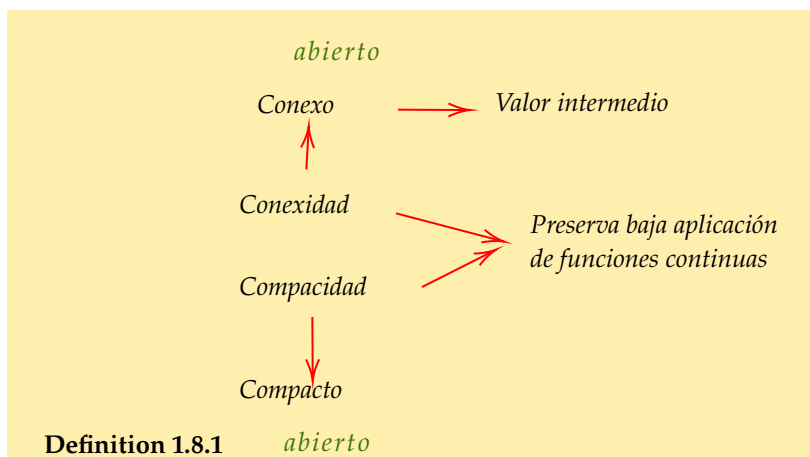 abierto
Conexo
Valor intermedio
Conexidad
Preserva baja aplicación
de funciones continuas
Compacidad
Compacto
Definition 1.8.1
abierto